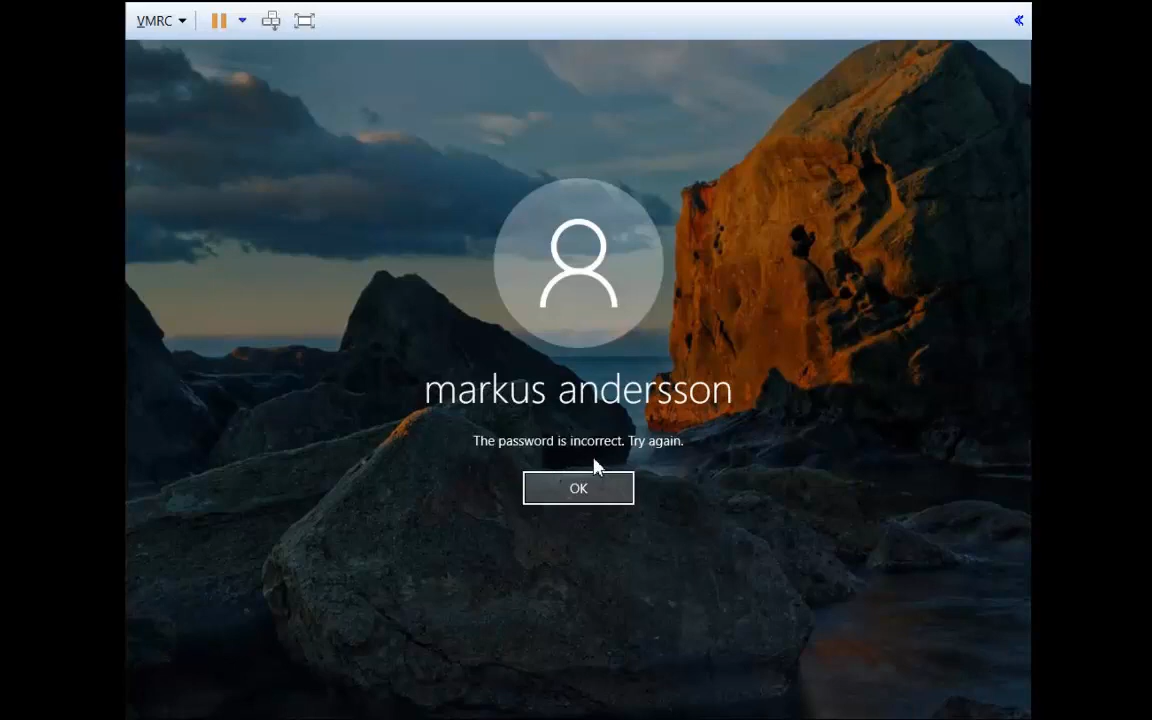 VMRC
markus andersson
The password is incorrect. Try again.
OK